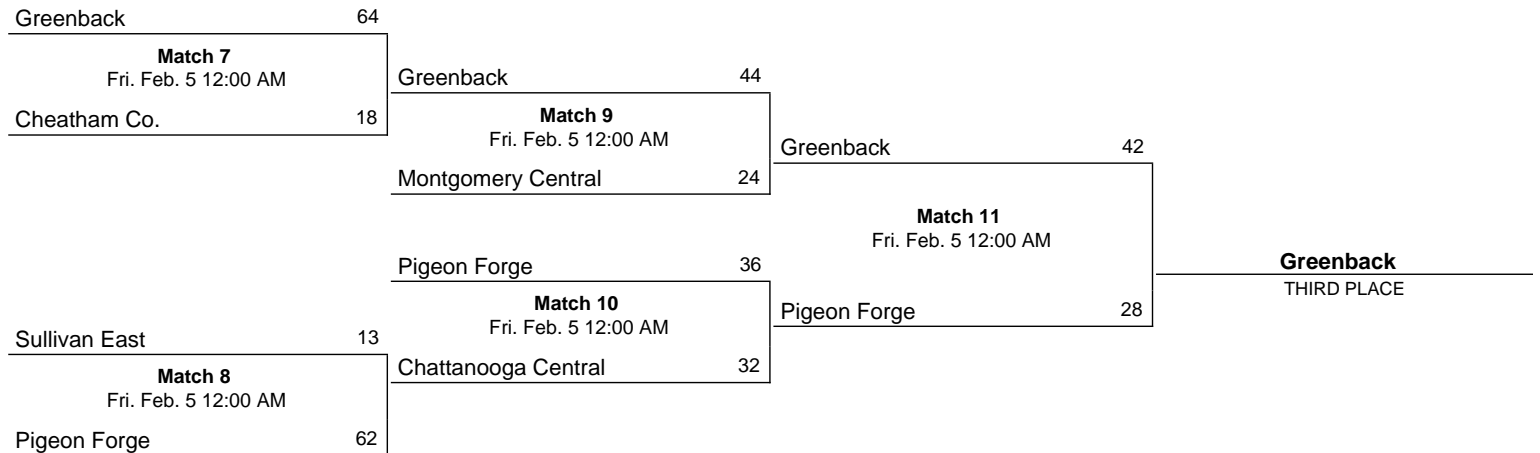 Greenback 64
Match 7
Fri. Feb. 5 12:00 AM
Cheatham Co. 18
Greenback 44
Match 9
Fri. Feb. 5 12:00 AM
Montgomery Central 24
Greenback 42
Match 11
Fri. Feb. 5 12:00 AM
Pigeon Forge 28
Greenback
THIRD PLACE
Pigeon Forge 36
Match 10
Fri. Feb. 5 12:00 AM
Chattanooga Central 32
Sullivan East 13
Match 8
Fri. Feb. 5 12:00 AM
Pigeon Forge 62